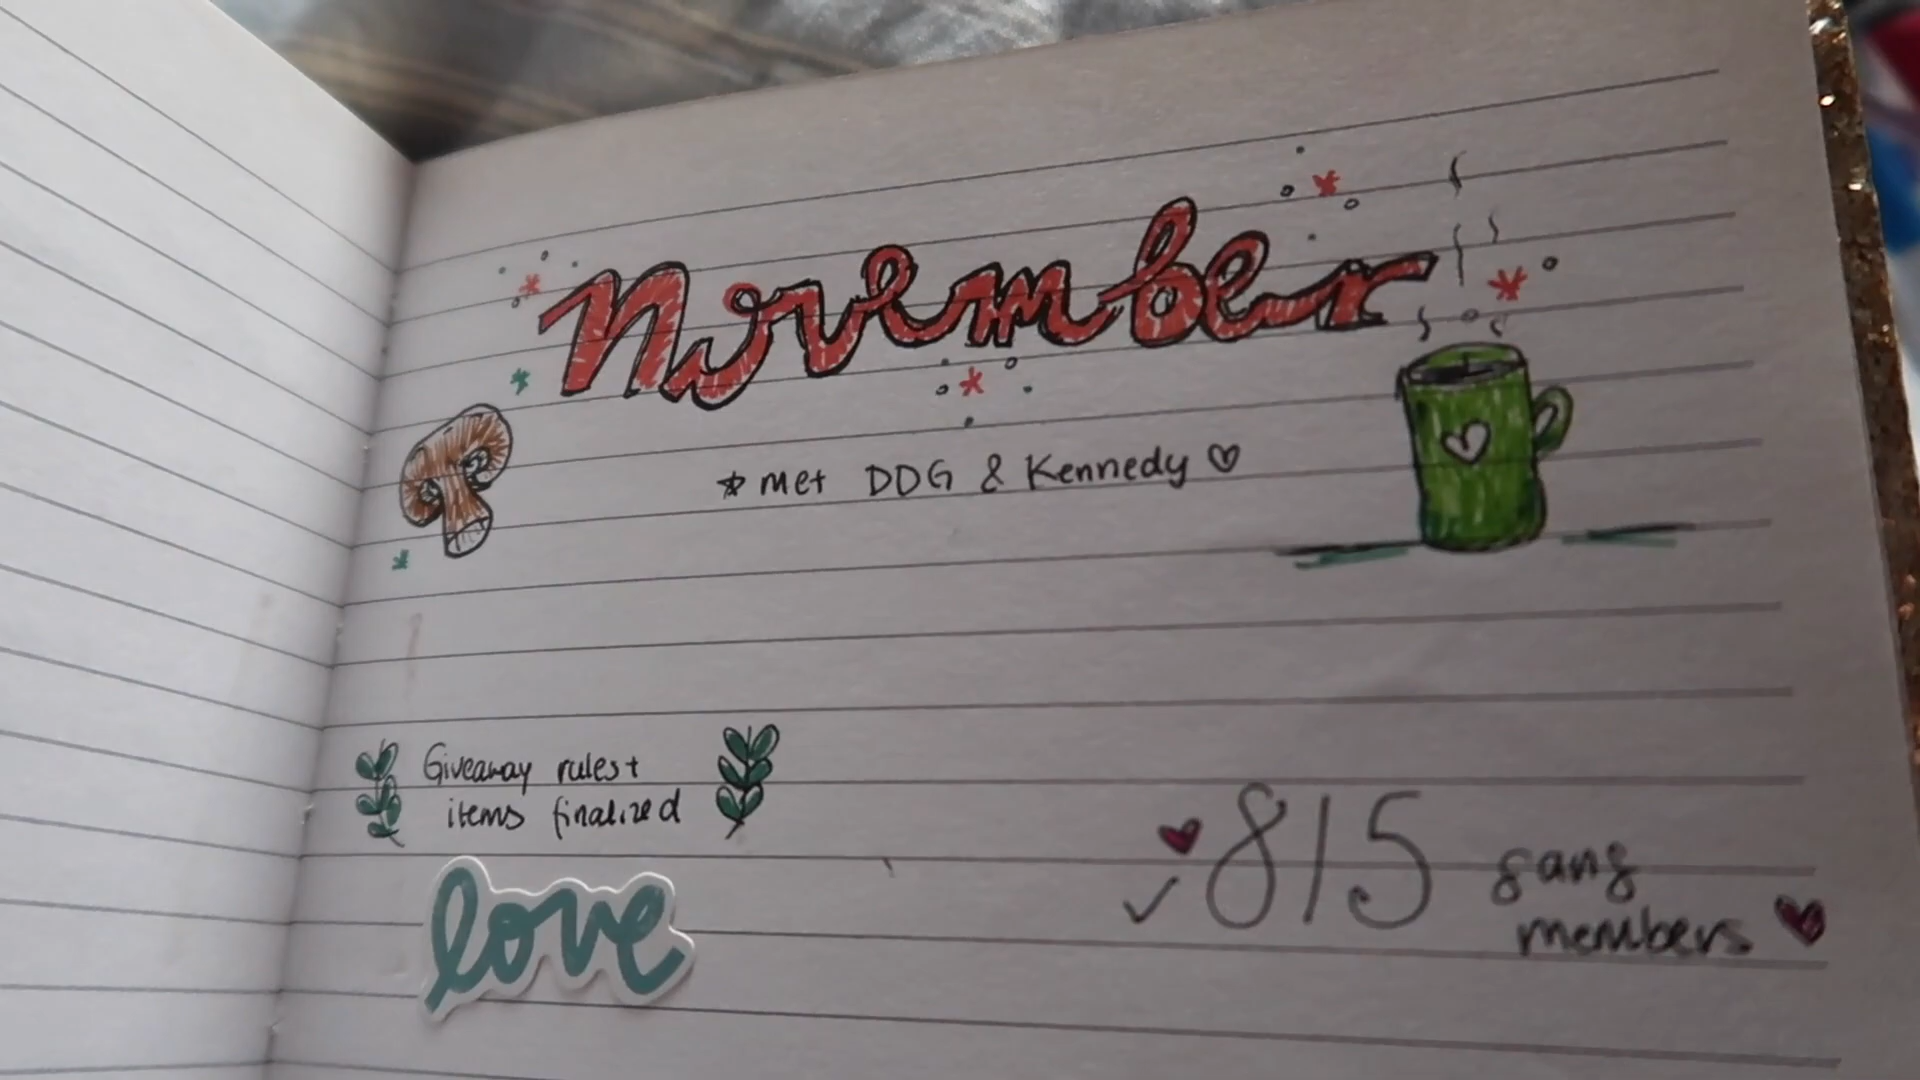 November
* met DDG & Kennedy ♡
Giveaway rules +
items finalized
love
✓ 815 gang
members